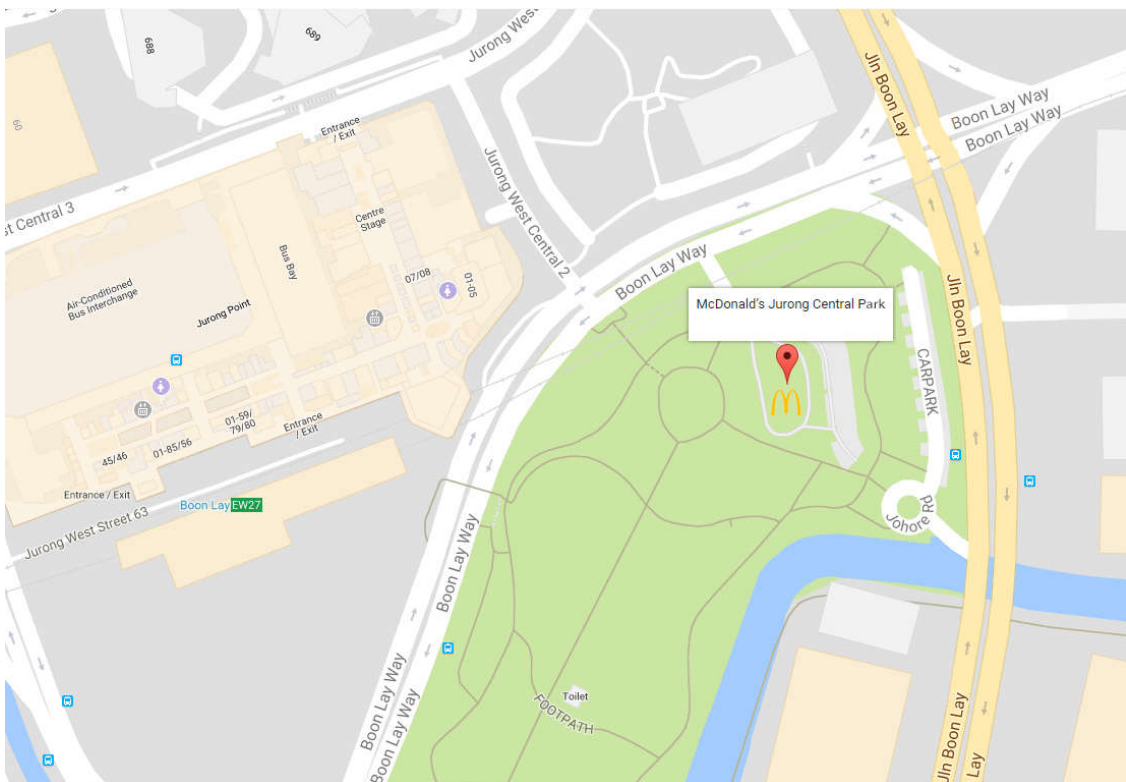 688
689
60
Jurong West
Entrance
/ Exit
st Central 3
Centre
Stage
Bus Bay
Air-Conditioned
Bus Interchange
Jurong Point
07/08
01-05
Jurong West Central 2
Jln Boon Lay
Boon Lay Way
Boon Lay Way
Boon Lay Way
McDonald's Jurong Central Park
Jln Boon Lay
CARPARK
01-59/
79/80
Entrance
/ Exit
01-85/56
45/46
Entrance / Exit
Boon Lay EW27
Jurong West Street 63
Johore Rd
Boon Lay Way
Boon Lay Way
Boon Lay Way
Toilet
FOOTPATH
Jln Boon Lay
Lay